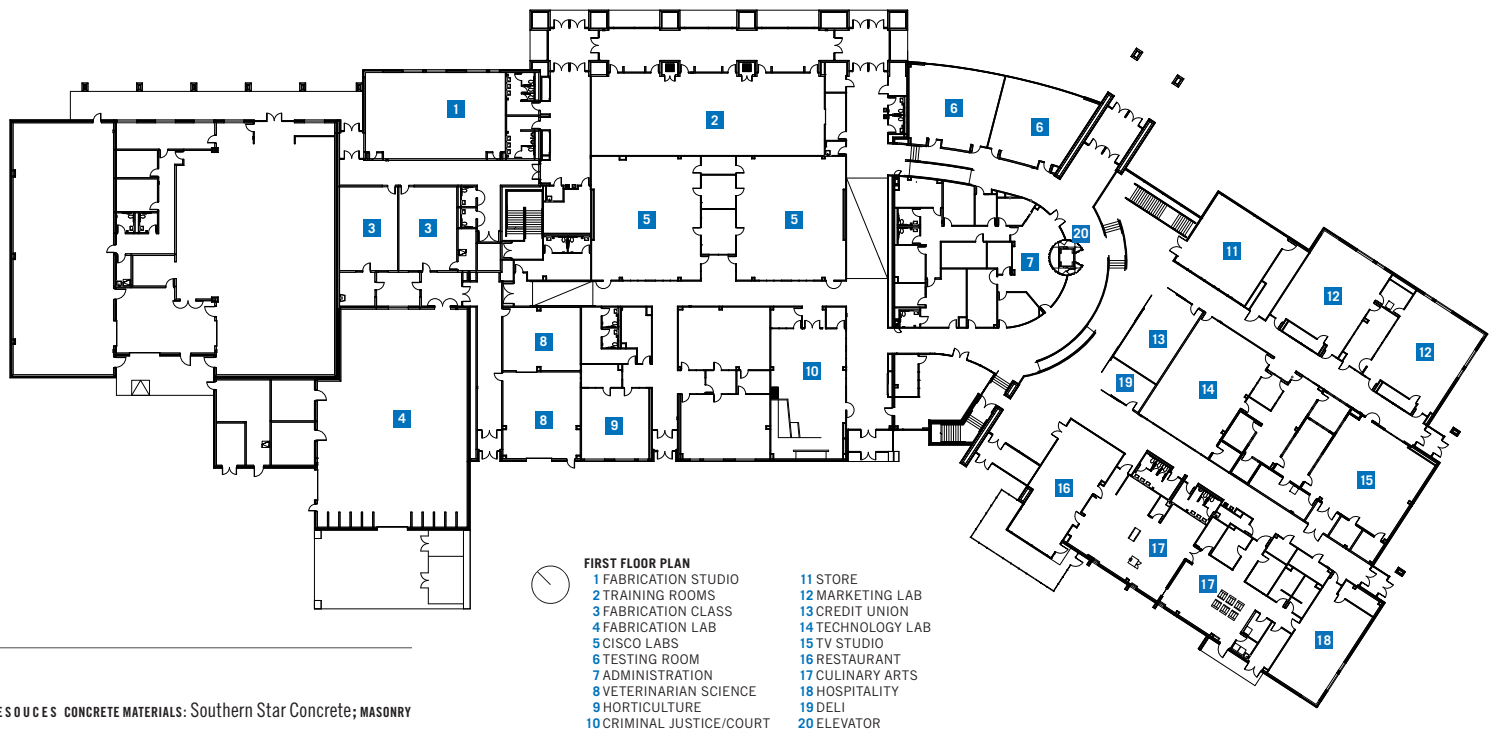 1
2
6
6
3
3
5
5
20
7
11
12
12
13
19
14
8
8
9
10
4
15
16
17
17
18
FIRST FLOOR PLAN
1 FABRICATION STUDIO
2 TRAINING ROOMS
3 FABRICATION CLASS
4 FABRICATION LAB
5 CISCO LABS
6 TESTING ROOM
7 ADMINISTRATION
8 VETERINARIAN SCIENCE
9 HORTICULTURE
10 CRIMINAL JUSTICE/COURT
11 STORE
12 MARKETING LAB
13 CREDIT UNION
14 TECHNOLOGY LAB
15 TV STUDIO
16 RESTAURANT
17 CULINARY ARTS
18 HOSPITALITY
19 DELI
20 ELEVATOR
ESOUCES CONCRETE MATERIALS: Southern Star Concrete; MASONRY